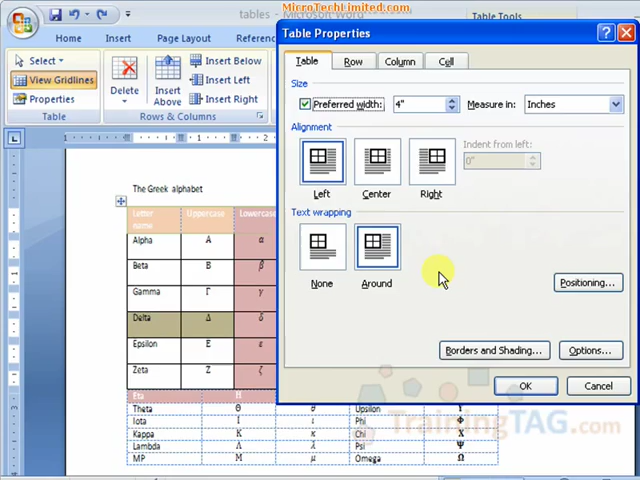 MicroTechLimited.com
tables - Microsoft Word
Table Tools
Home
Page Layout
Select
View Gridlines
Properties
Table
Delete
Insert Above
Insert Below
Insert Left
Insert Right
Rows & Columns
Table Properties
Table
Row
Column
Cell
Size
Preferred width:
4"
Measure in:
Inches
Alignment
Left
Center
Right
Indent from left:
0"
Text wrapping
None
Around
Positioning...
Borders and Shading...
Options...
OK
Cancel
The Greek alphabet
Letter name Uppercase Lowercase
Alpha Α α
Beta Β β
Gamma Γ γ
Delta Δ δ
Epsilon Ε ε
Zeta Ζ ζ
Eta Η
Theta Θ θ Upsilon Υ
Iota Ι ι Phi Φ
Kappa Κ κ Chi Χ
Lambda Λ λ Psi Ψ
MP Μ μ Omega Ω
TrainingTAG.com